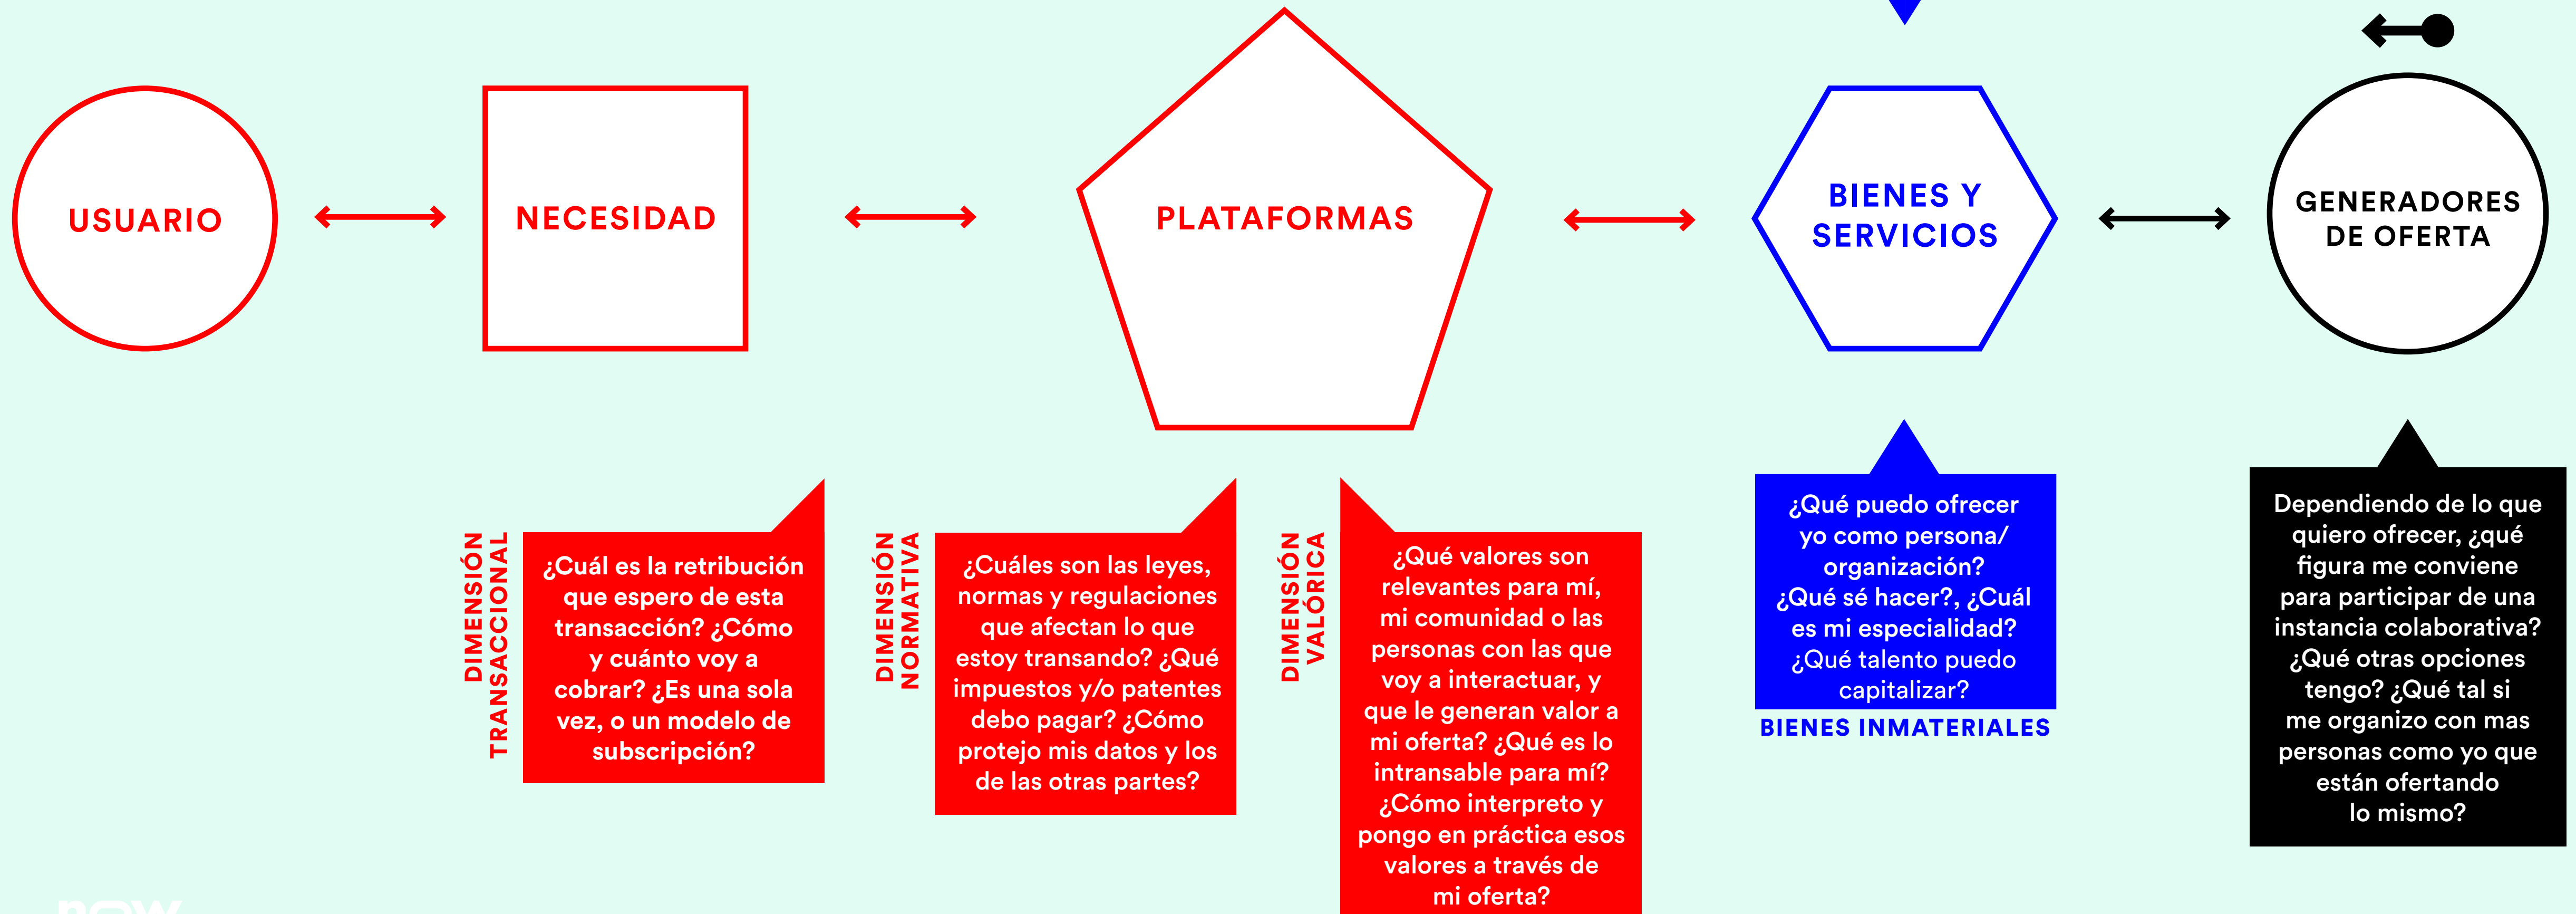 USUARIO
NECESIDAD
PLATAFORMAS
BIENES Y
SERVICIOS
GENERADORES
DE OFERTA
DIMENSIÓN
TRANSACCIONAL
¿Cuál es la retribución
que espero de esta
transacción? ¿Cómo
y cuánto voy a
cobrar? ¿Es una sola
vez, o un modelo de
subscripción?
DIMENSIÓN
NORMATIVA
¿Cuáles son las leyes,
normas y regulaciones
que afectan lo que
estoy transando? ¿Qué
impuestos y/o patentes
debo pagar? ¿Cómo
protejo mis datos y los
de las otras partes?
DIMENSIÓN
VALÓRICA
¿Qué valores son
relevantes para mí,
mi comunidad o las
personas con las que
voy a interactuar, y
que le generan valor a
mi oferta? ¿Qué es lo
intransable para mí?
¿Cómo interpreto y
pongo en práctica esos
valores a través de
mi oferta?
¿Qué puedo ofrecer
yo como persona/
organización?
¿Qué sé hacer?, ¿Cuál
es mi especialidad?
¿Qué talento puedo
capitalizar?
BIENES INMATERIALES
Dependiendo de lo que
quiero ofrecer, ¿qué
figura me conviene
para participar de una
instancia colaborativa?
¿Qué otras opciones
tengo? ¿Qué tal si
me organizo con mas
personas como yo que
están ofertando
lo mismo?